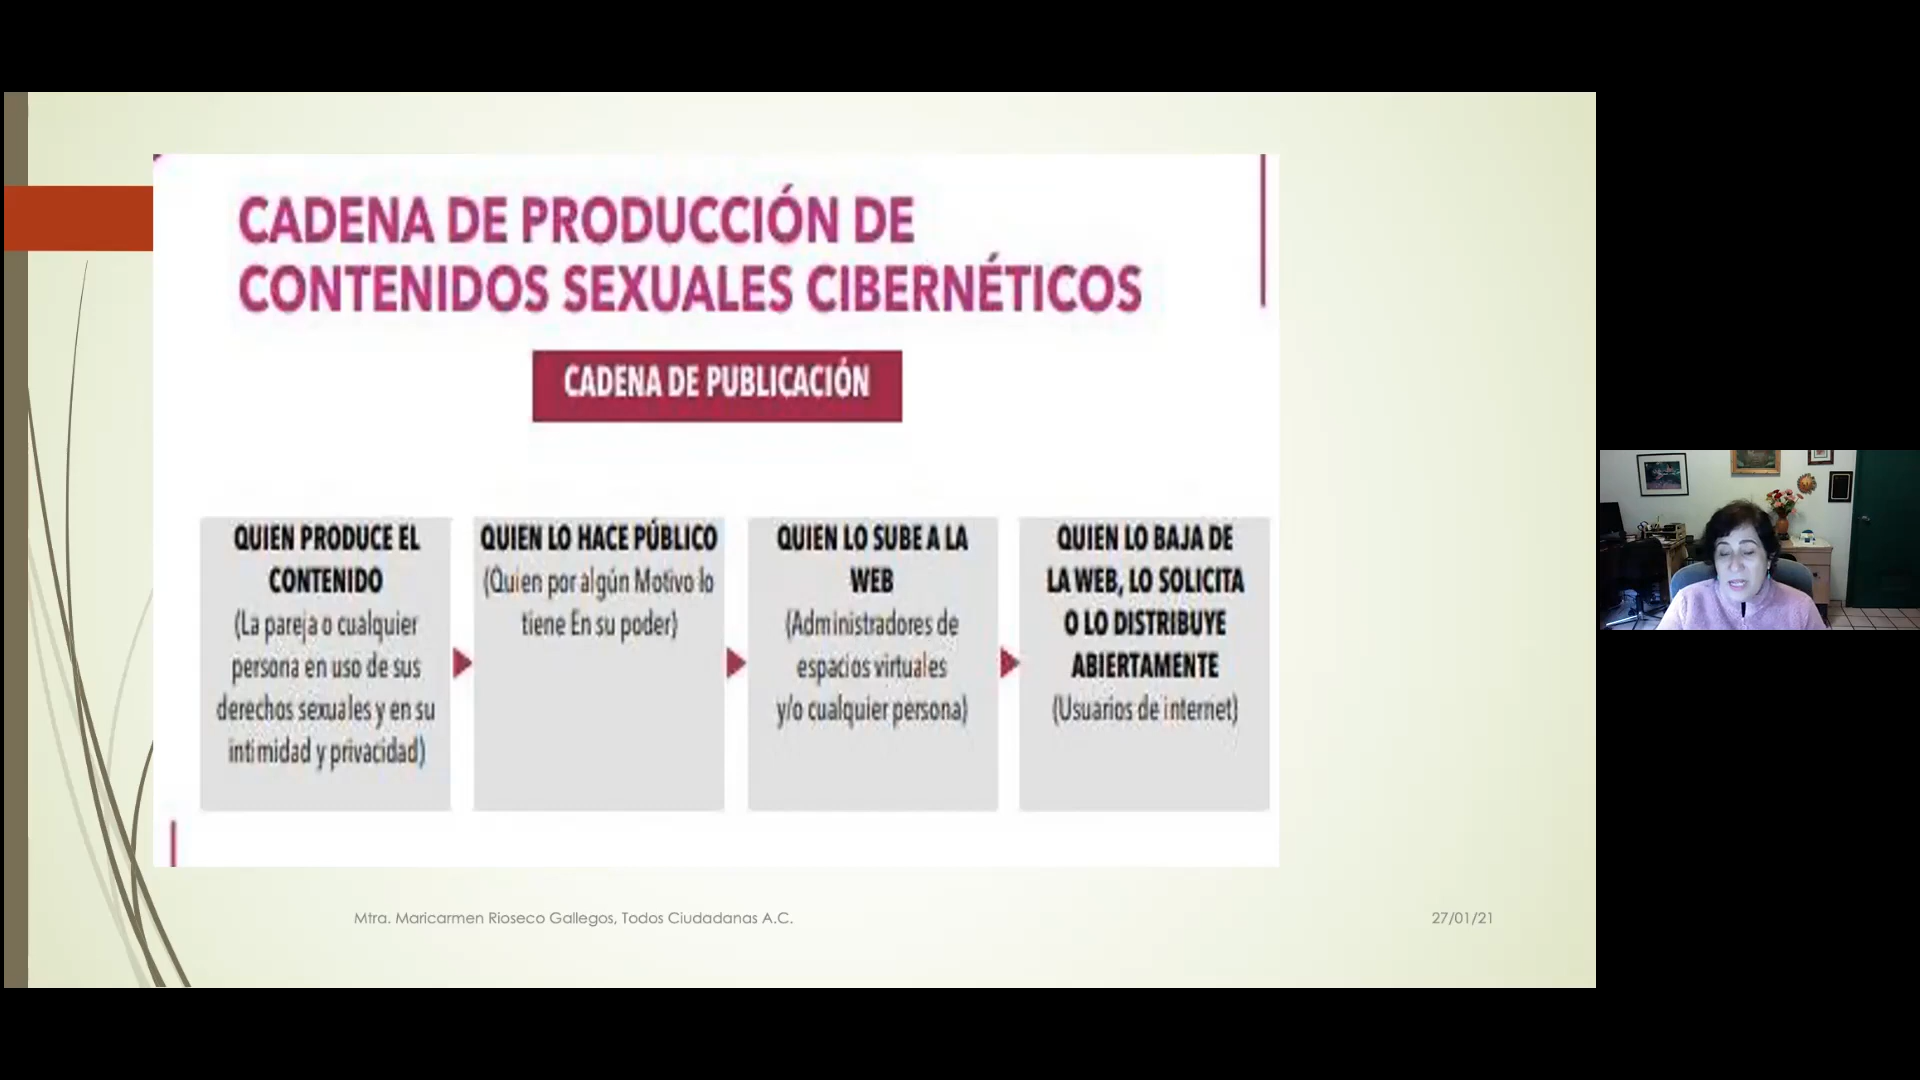 CADENA DE PRODUCCIÓN DE
CONTENIDOS SEXUALES CIBERNÉTICOS
CADENA DE PUBLICACIÓN
QUIEN PRODUCE EL
CONTENIDO
(La pareja o cualquier
persona en uso de sus
derechos sexuales y en su
intimidad y privacidad)
QUIEN LO HACE PÚBLICO
(Quien por algún Motivo lo
tiene En su poder)
QUIEN LO SUBE A LA
WEB
(Administradores de
espacios virtuales
y/o cualquier persona)
QUIEN LO BAJA DE
LA WEB, LO SOLICITA
O LO DISTRIBUYE
ABIERTAMENTE
(Usuarios de internet)
Mtra. Maricarmen Rioseco Gallegos, Todos Ciudadanas A.C.
27/01/21